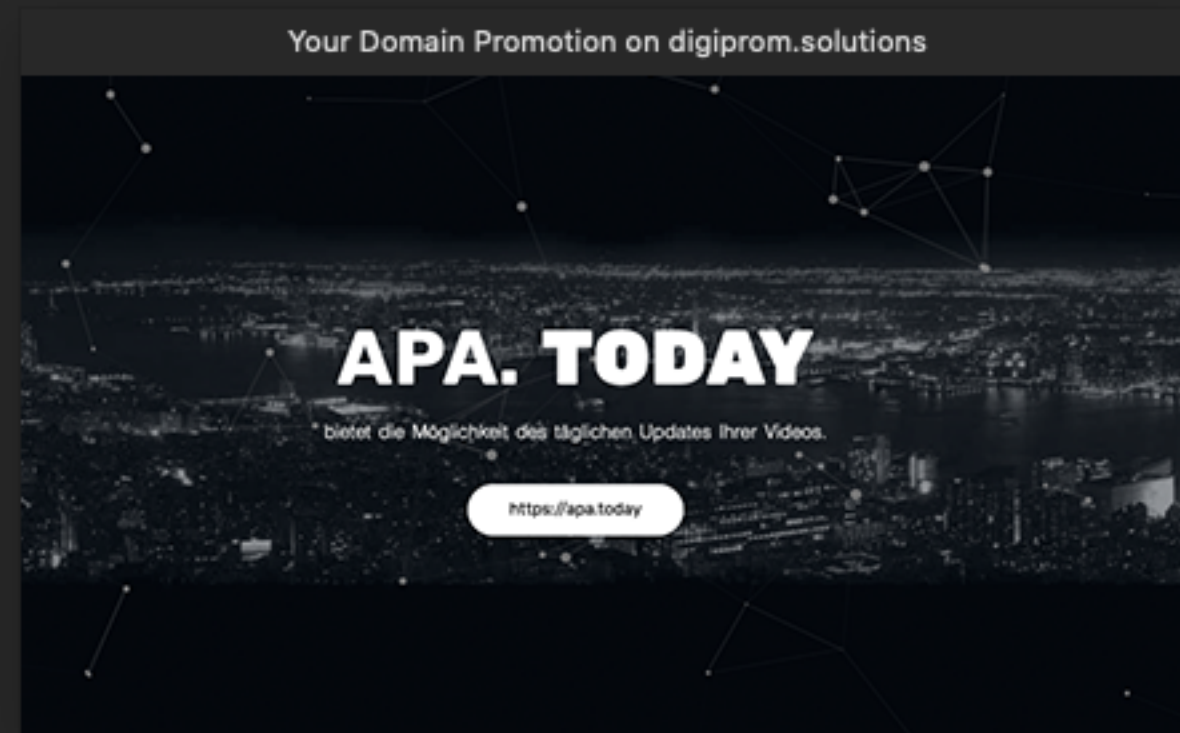 Your Domain Promotion on digiprom.solutions
APA. TODAY
* bietet die Möglichkeit des täglichen Updates Ihrer Videos.
https://apa.today